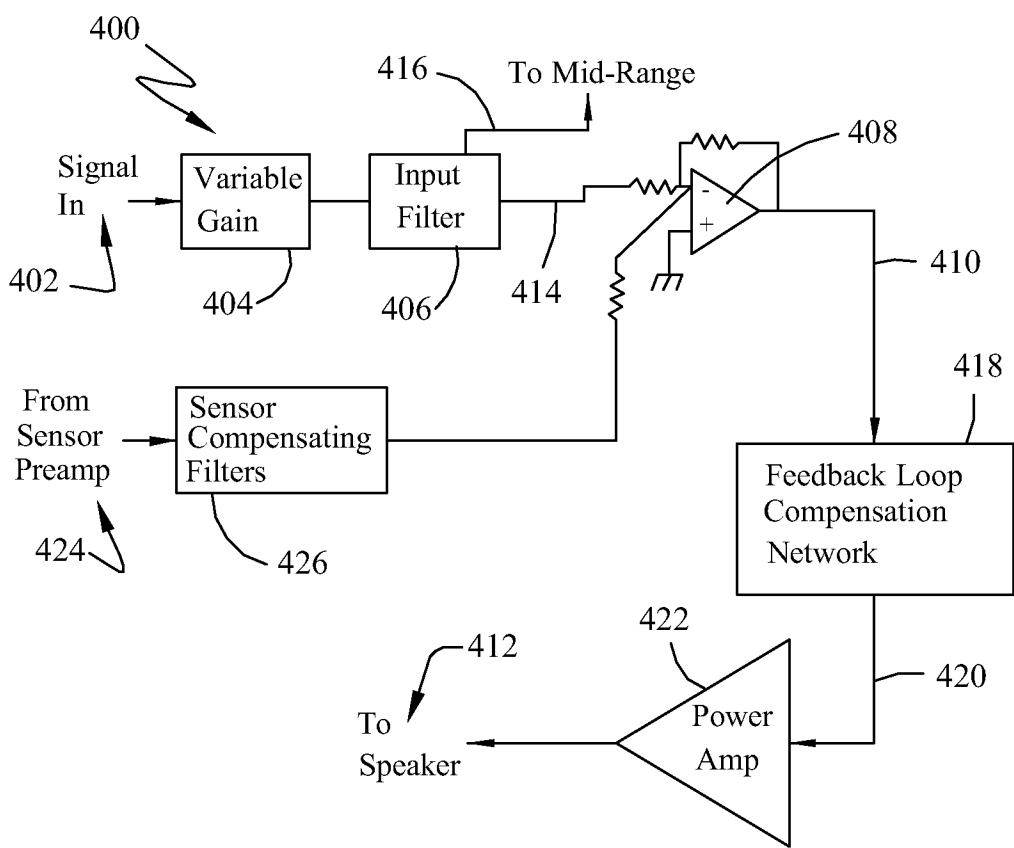 400
416
To Mid-Range
408
Signal
In
Variable
Gain
Input
Filter
-
+
402
404
406
414
410
418
From
Sensor
Preamp
Sensor
Compensating
Filters
Feedback Loop
Compensation
Network
424
426
422
412
420
To
Speaker
Power
Amp